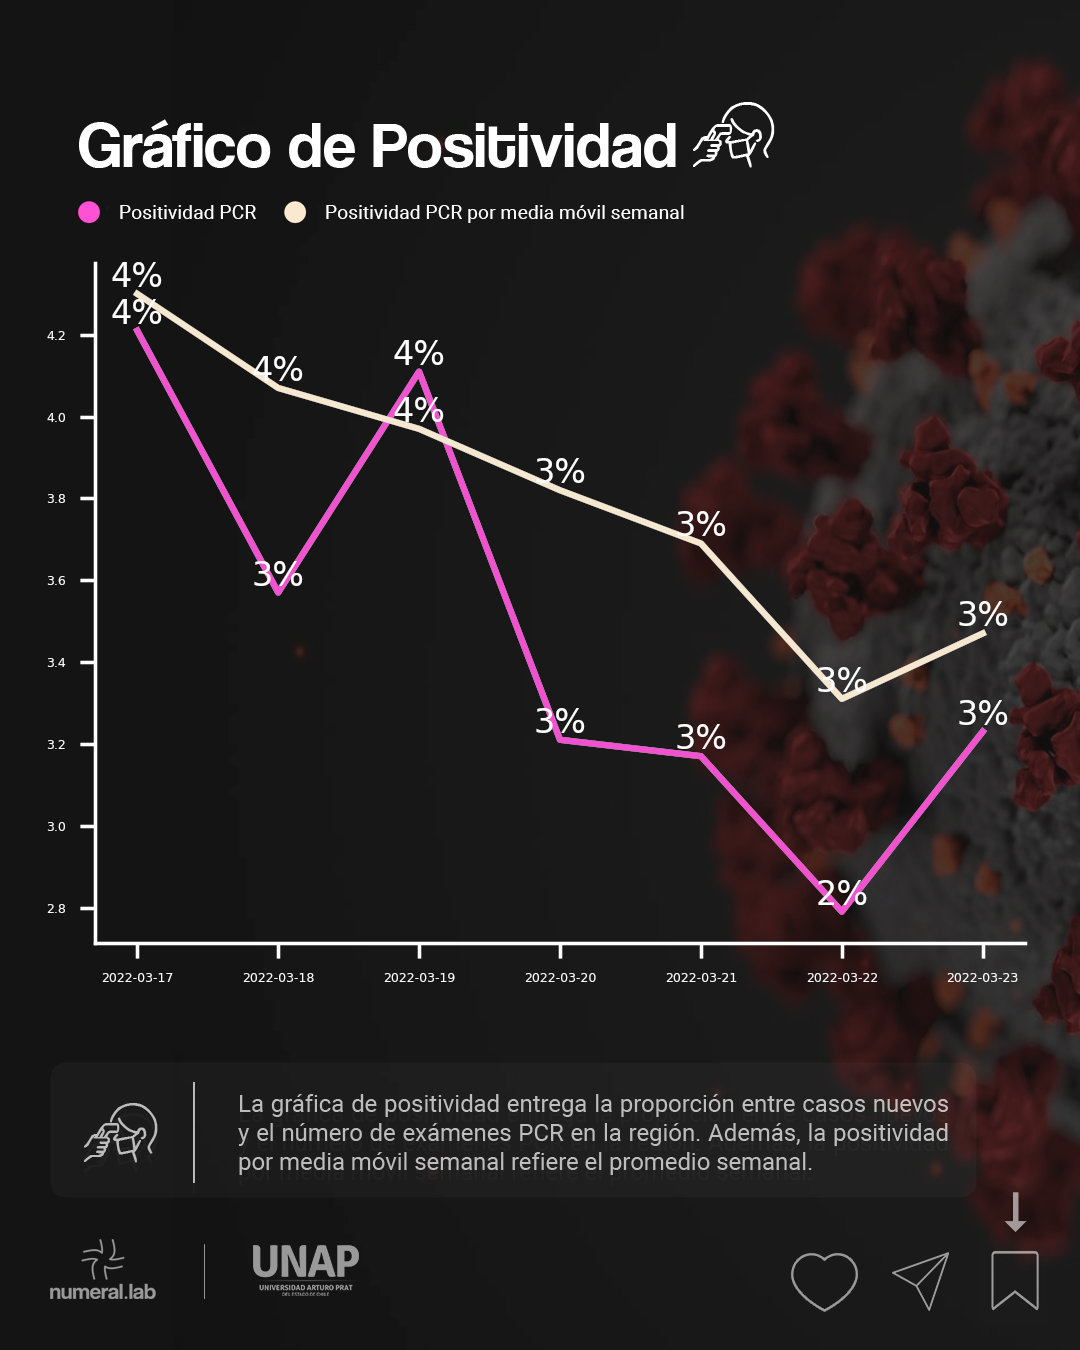 Gráfico de Positividad
Positividad PCR Positividad PCR por media móvil semanal
4%
4%
4.2
4%
4%
4.0
4%
3%
3.8
3%
3.6
3%
3%
3.4
3%
3%
3%
3%
3.2
3.0
2%
2.8
2022-03-17 2022-03-18 2022-03-19 2022-03-20 2022-03-21 2022-03-22 2022-03-23
La gráfica de positividad entrega la proporción entre casos nuevos
y el número de exámenes PCR en la región. Además, la positividad
por media móvil semanal refiere el promedio semanal.
numeral.lab
UNAP
UNIVERSIDAD ARTURO PRAT
DEL ESTADO DE CHILE